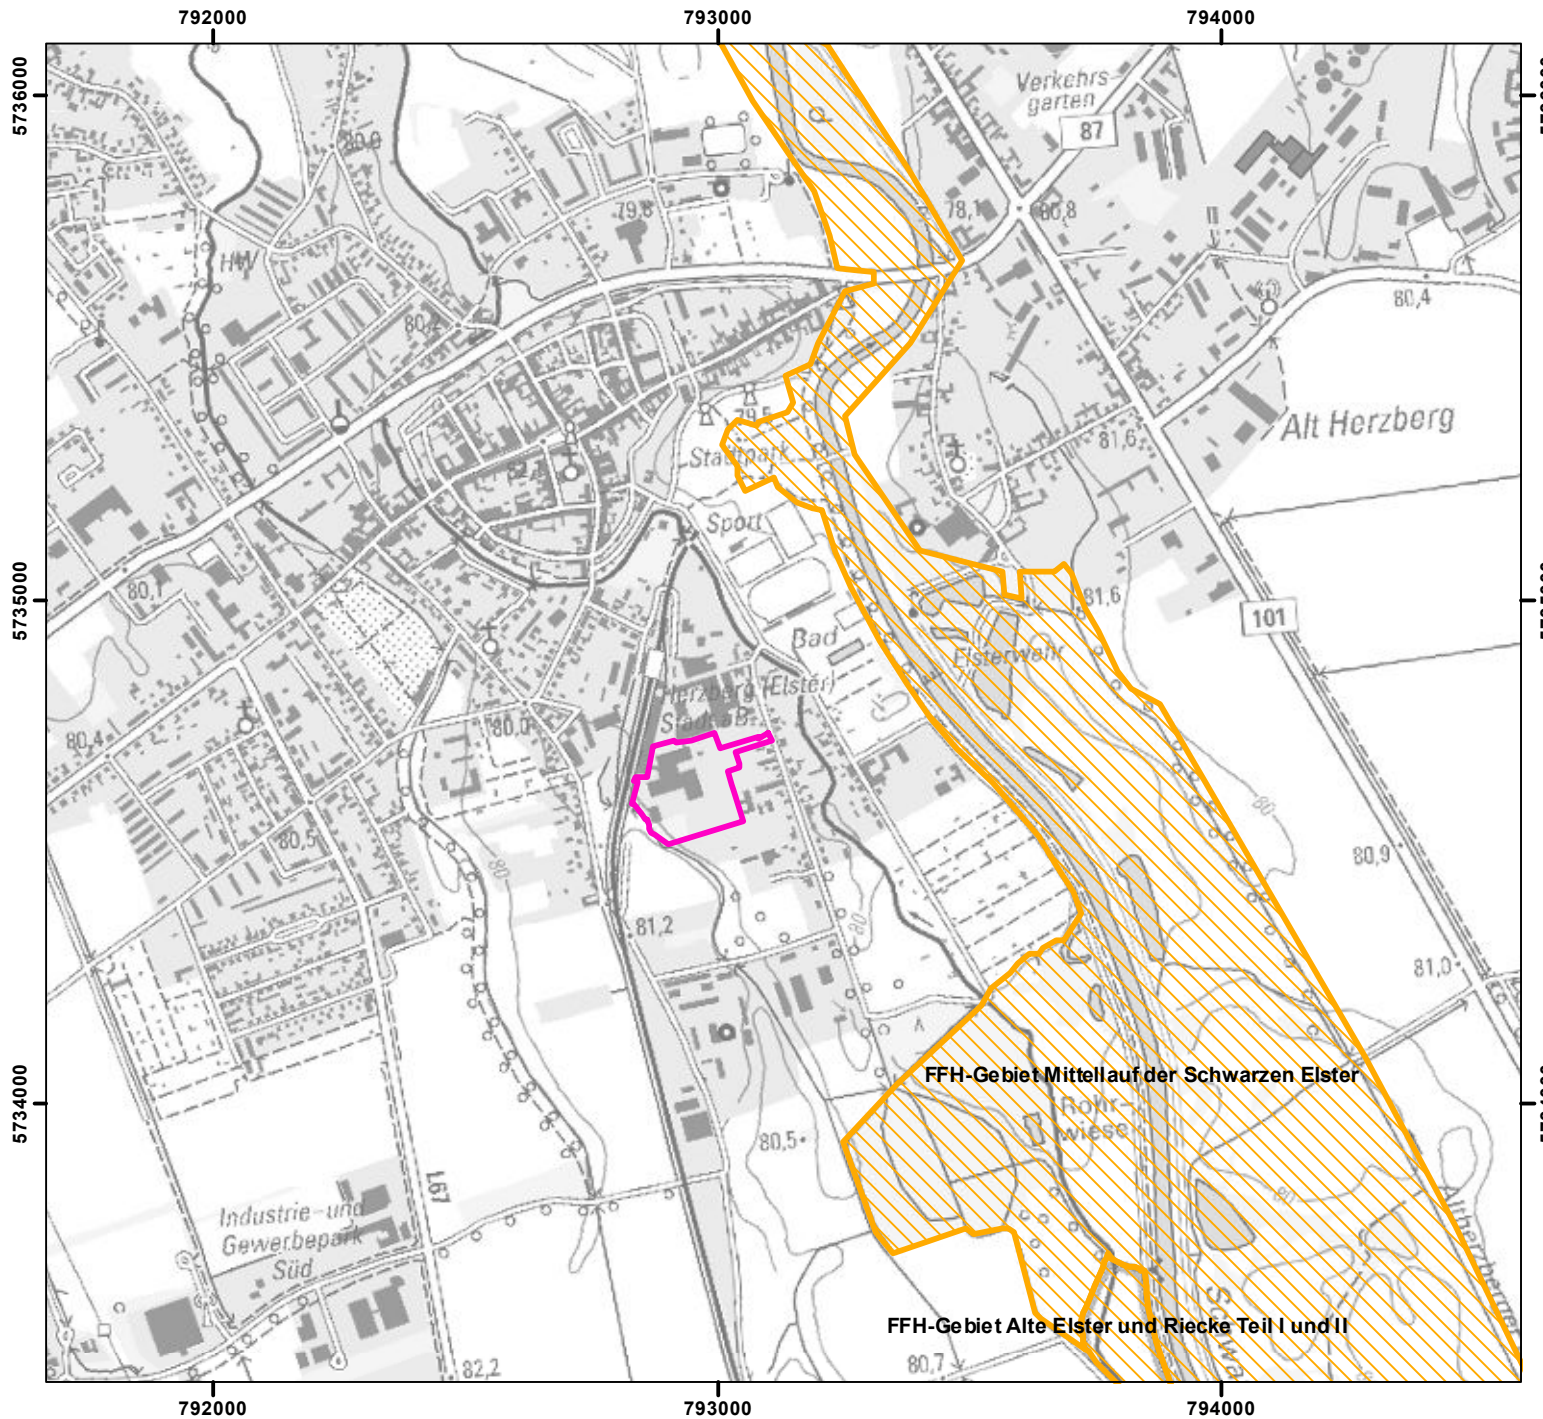 792000
793000
794000
5736000
Verkehrs-
garten
87
80,0
79,8
78,1
80,8
HW
80,2
80,4
79,5
Alt Herzberg
81,6
Stadtpark
82,1
Sport
5735000
80,1
81,6
101
Bad
Elsterwehr
Herzberg (Elster)
80,4
80,0
80
80,5
80
80,9
81,2
80
81,0
FFH-Gebiet Mittellauf der Schwarzen Elster
5734000
Rohr-
wiese
80,5
L67
80
Industrie-und
Gewerbepark
Süd
Altherzberger
FFH-Gebiet Alte Elster und Riecke Teil I und II
Schwa
82,2
80,7
792000
793000
794000